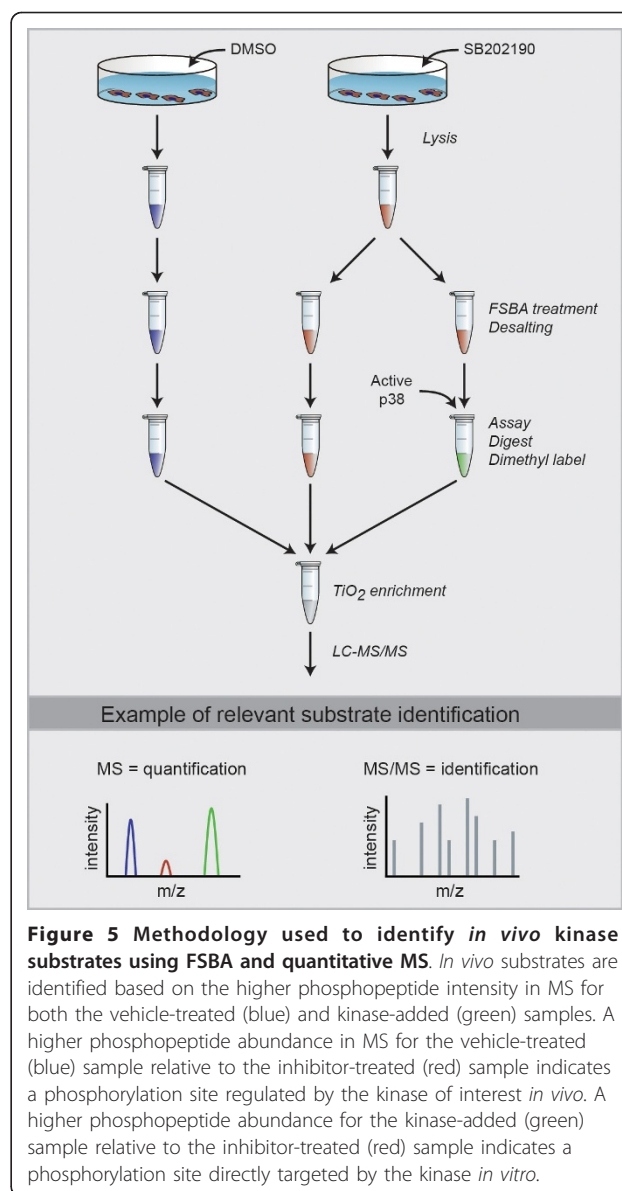 DMSO
SB202190
Lysis
FSBA treatment
Desalting
Active
p38
Assay
Digest
Dimethyl label
TiO2 enrichment
LC-MS/MS
Example of relevant substrate identification
MS = quantification
MS/MS = identification
intensity
m/z
intensity
m/z
Figure 5 Methodology used to identify in vivo kinase
substrates using FSBA and quantitative MS. In vivo substrates are
identified based on the higher phosphopeptide intensity in MS for
both the vehicle-treated (blue) and kinase-added (green) samples. A
higher phosphopeptide abundance in MS for the vehicle-treated
(blue) sample relative to the inhibitor-treated (red) sample indicates
a phosphorylation site regulated by the kinase of interest in vivo. A
higher phosphopeptide abundance for the kinase-added (green)
sample relative to the inhibitor-treated (red) sample indicates a
phosphorylation site directly targeted by the kinase in vitro.